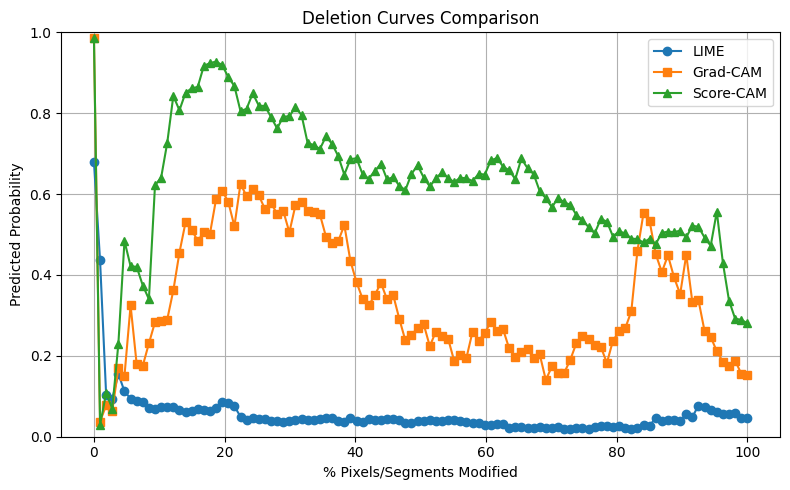 Deletion Curves Comparison
LIME
Grad-CAM
Score-CAM
Predicted Probability
1.0
0.8
0.6
0.4
0.2
0.0
0
20
40
60
80
100
% Pixels/Segments Modified